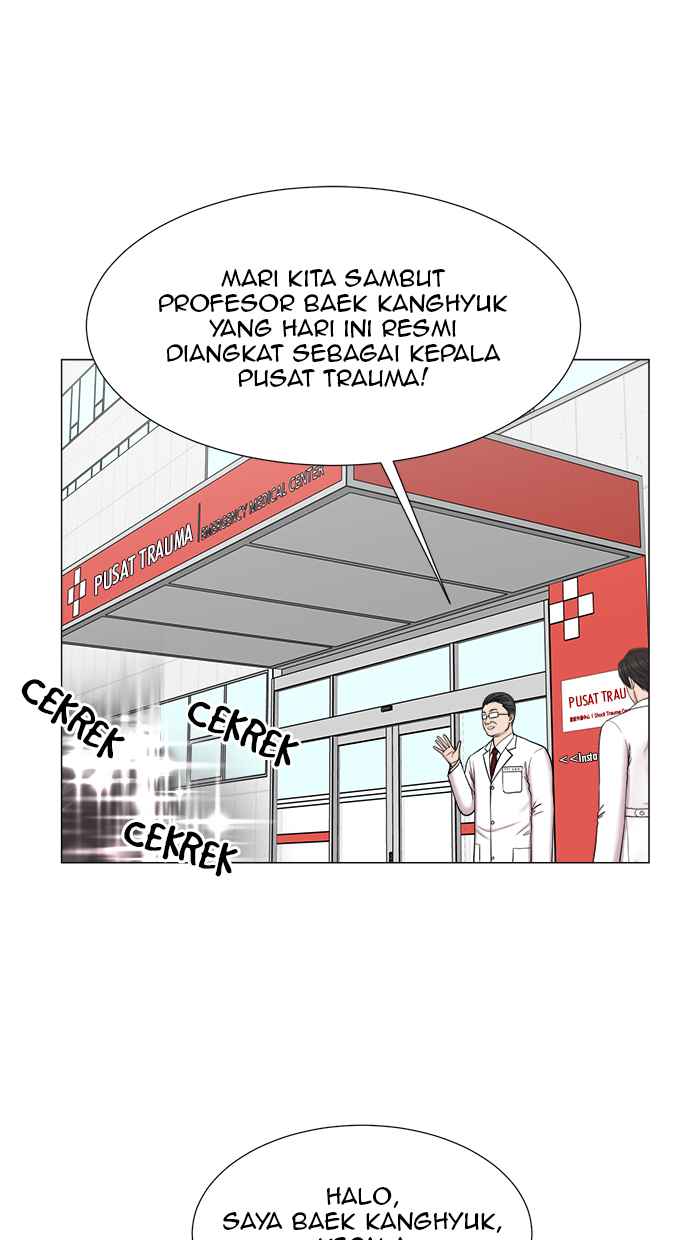 MARI KITA SAMBUT
PROFESOR BAEK KANGHYUK
YANG HARI INI RESMI
DIANGKAT SEBAGAI KEPALA
PUSAT TRAUMA!
PUSAT TRAUMA | EMERGENCY MEDICAL CENTER
CEKREK
CEKREK
CEKREK
PUSAT TRAU
<<Insta
HALO,
SAYA BAEK KANGHYUK,